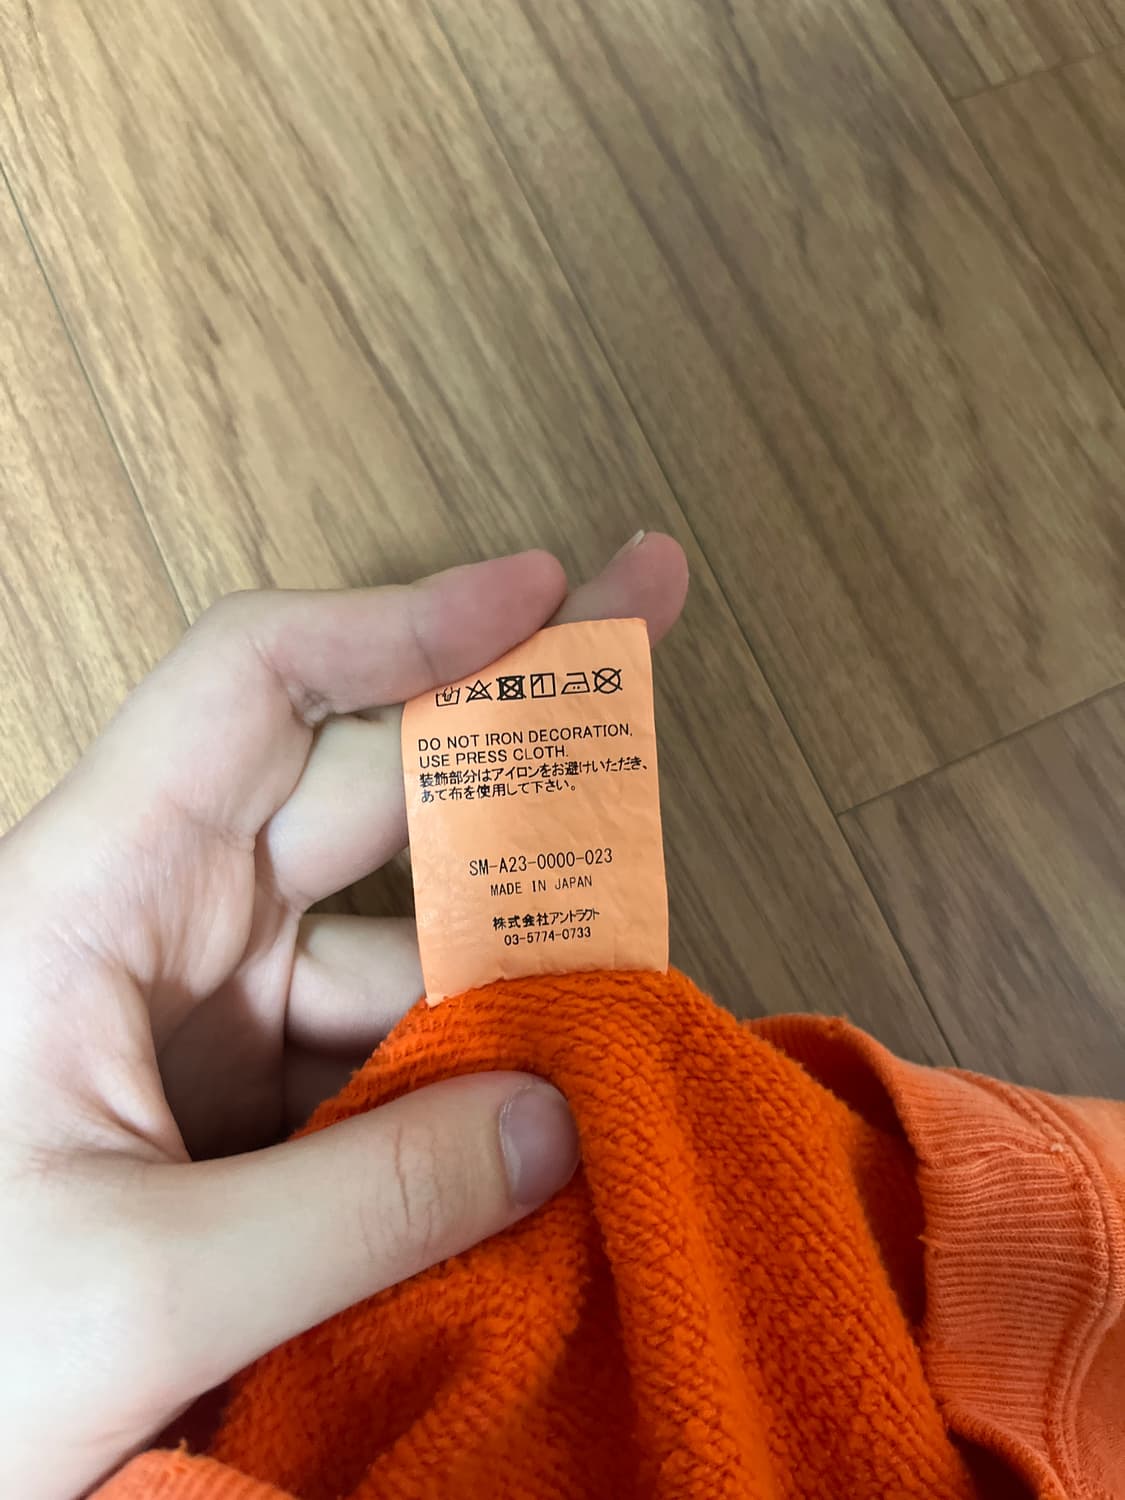 DO NOT IRON DECORATION.
USE PRESS CLOTH.
装飾部分はアイロンをお避けいただき、
あて布を使用して下さい。
SM-A23-0000-023
MADE IN JAPAN
株式会社アントラクト
03-5774-0733